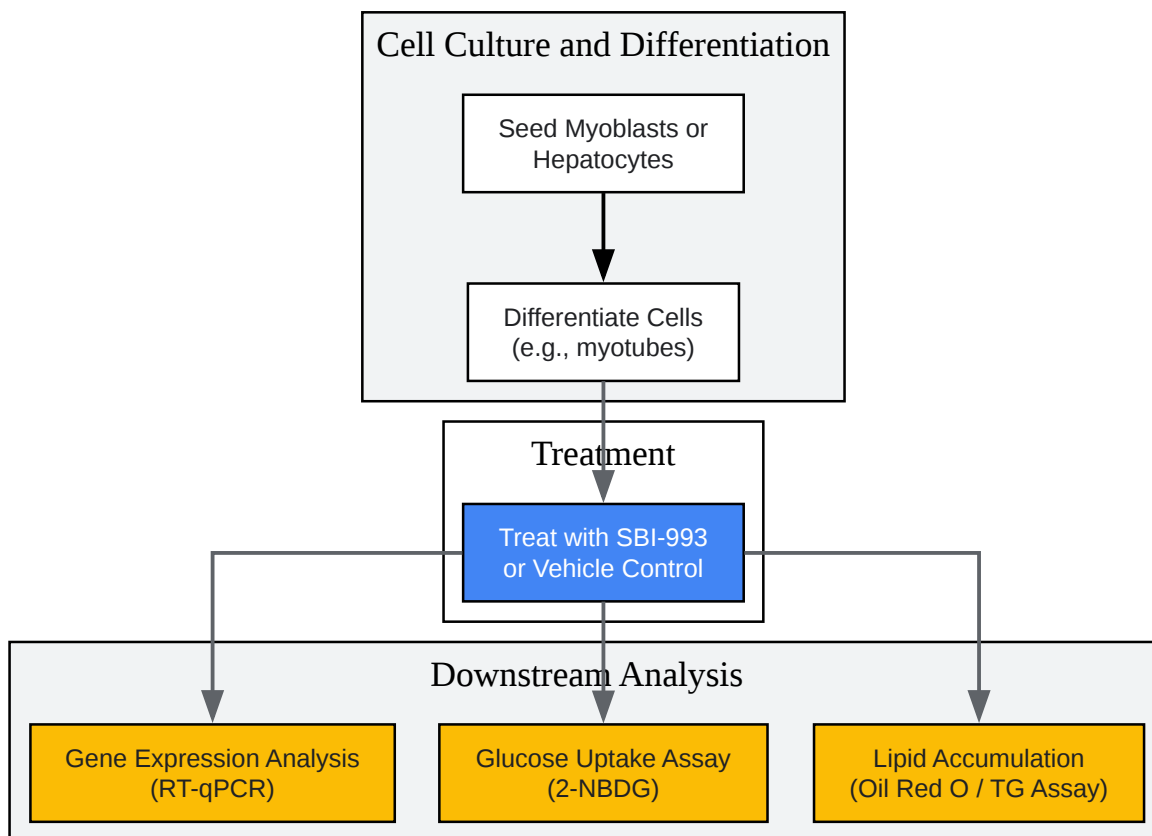 Cell Culture and Differentiation
Seed Myoblasts or
Hepatocytes
Differentiate Cells
(e.g., myotubes)
Treatment
Treat with SBI-993
or Vehicle Control
Downstream Analysis
Gene Expression Analysis
(RT-qPCR)
Glucose Uptake Assay
(2-NBDG)
Lipid Accumulation
(Oil Red O / TG Assay)